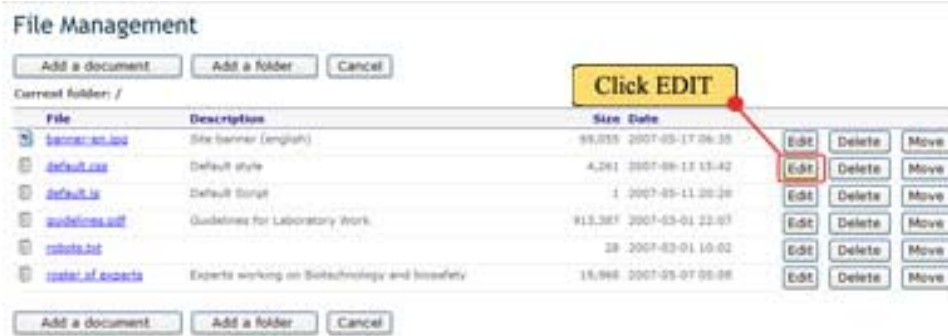 File Management
Add a document Add a folder Cancel
Current folder: /
Click EDIT
File Description Size Date
banner-en.jpg Site banner (english) 69,055 2007-05-17 06:35 Edit Delete Move
default.css Default style 4,261 2007-06-13 15:42 Edit Delete Move
default.js Default Script 1 2007-05-11 20:20 Edit Delete Move
guidelines.pdf Guidelines for Laboratory Work 913,387 2007-03-01 22:07 Edit Delete Move
robots.txt 28 2007-03-01 10:02 Edit Delete Move
roster of experts Experts working on Biotechnology and biosafety 2007-05-07 Edit Delete Move
Add a document Add a folder Cancel